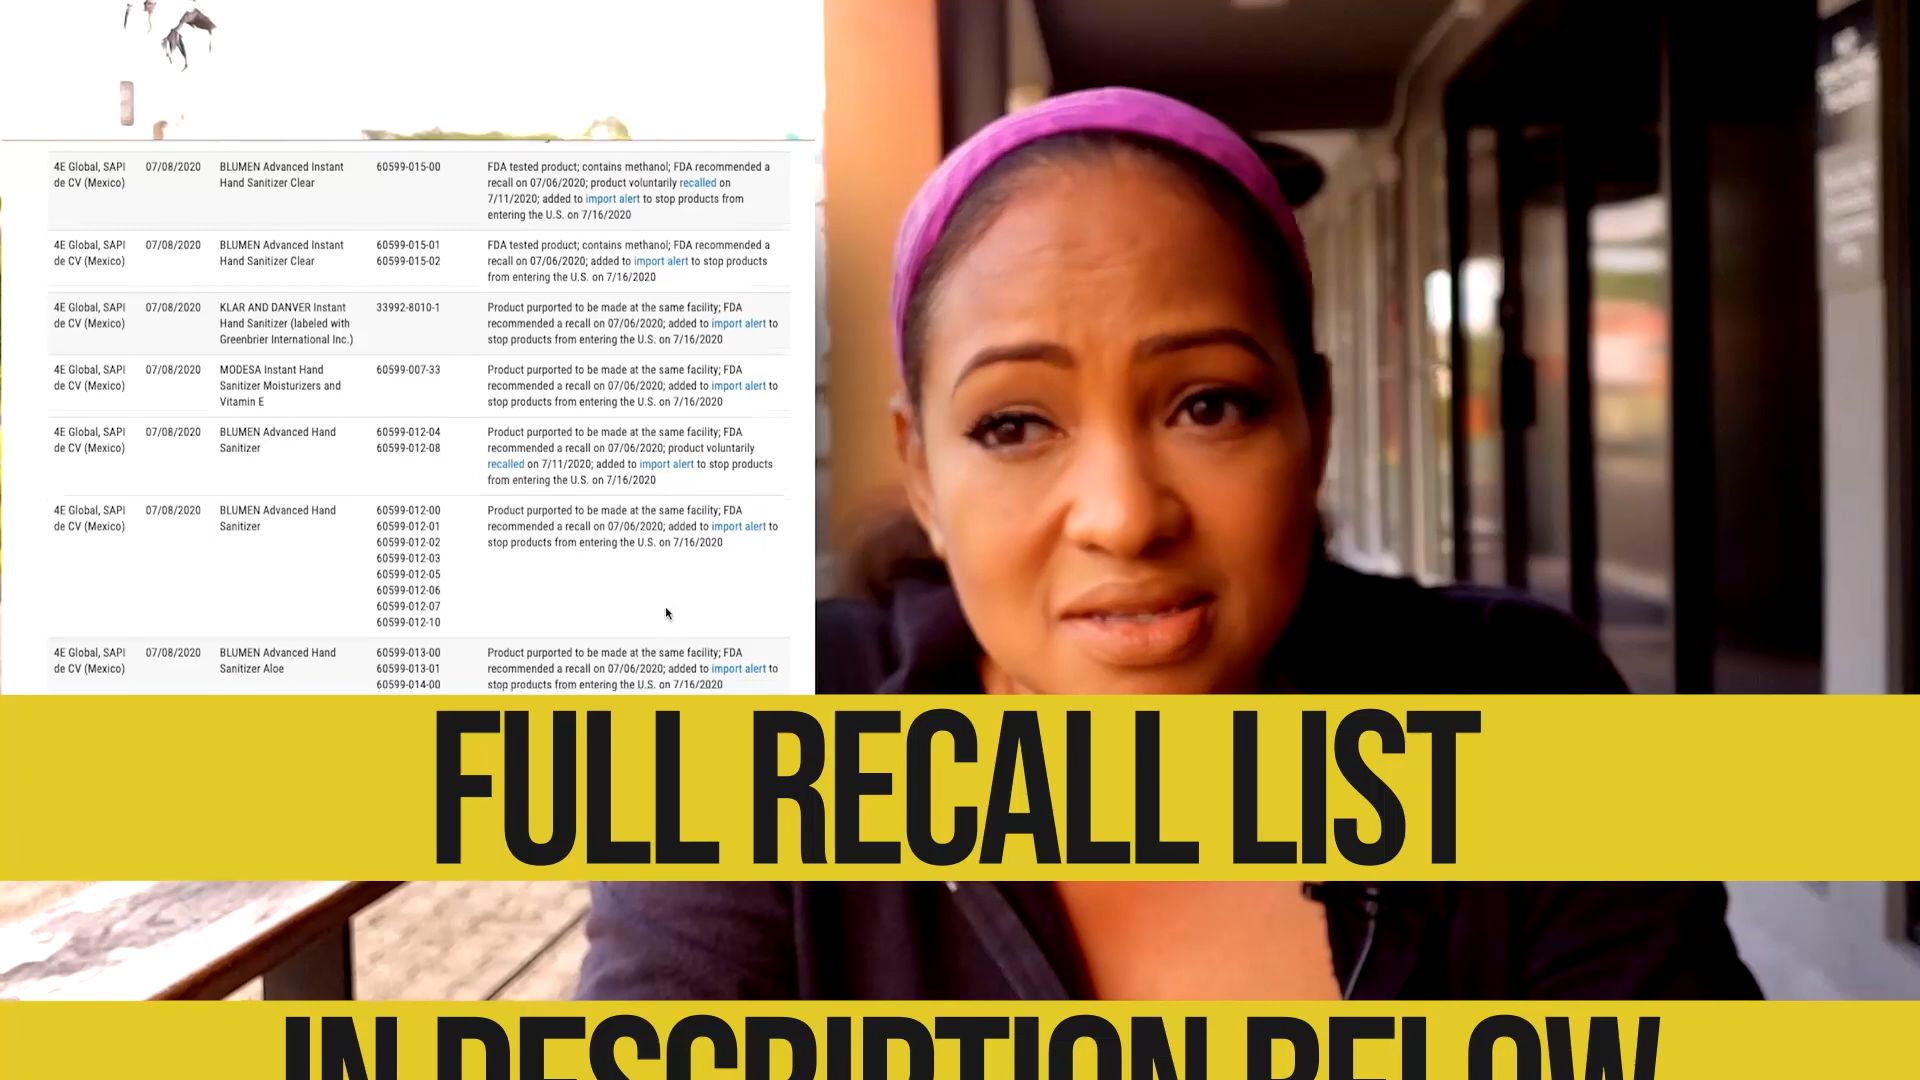 4E Global, SAPI de CV (Mexico) 07/08/2020 BLUMEN Advanced Instant Hand Sanitizer Clear 60599-015-00 FDA tested product; contains methanol; FDA recommended a recall on 07/06/2020; product voluntarily recalled on 7/11/2020; added to import alert to stop products from entering the U.S. on 7/16/2020
4E Global, SAPI de CV (Mexico) 07/08/2020 BLUMEN Advanced Instant Hand Sanitizer Clear 60599-015-01 60599-015-02 FDA tested product; contains methanol; FDA recommended a recall on 07/06/2020; added to import alert to stop products from entering the U.S. on 7/16/2020
4E Global, SAPI de CV (Mexico) 07/08/2020 KLAR AND DANVER Instant Hand Sanitizer (labeled with Greenbrier International Inc.) 33992-8010-1 Product purported to be made at the same facility; FDA recommended a recall on 07/06/2020; added to import alert to stop products from entering the U.S. on 7/16/2020
4E Global, SAPI de CV (Mexico) 07/08/2020 MODESA Instant Hand Sanitizer Moisturizers and Vitamin E 60599-007-33 Product purported to be made at the same facility; FDA recommended a recall on 07/06/2020; added to import alert to stop products from entering the U.S. on 7/16/2020
4E Global, SAPI de CV (Mexico) 07/08/2020 BLUMEN Advanced Hand Sanitizer 60599-012-04 60599-012-08 Product purported to be made at the same facility; FDA recommended a recall on 07/06/2020; product voluntarily recalled on 7/11/2020; added to import alert to stop products from entering the U.S. on 7/16/2020
4E Global, SAPI de CV (Mexico) 07/08/2020 BLUMEN Advanced Hand Sanitizer 60599-012-00 60599-012-01 60599-012-02 60599-012-03 60599-012-05 60599-012-06 60599-012-07 60599-012-10 Product purported to be made at the same facility; FDA recommended a recall on 07/06/2020; added to import alert to stop products from entering the U.S. on 7/16/2020
4E Global, SAPI de CV (Mexico) 07/08/2020 BLUMEN Advanced Hand Sanitizer Aloe 60599-013-00 60599-013-01 60599-014-00 Product purported to be made at the same facility; FDA recommended a recall on 07/06/2020; added to import alert to stop products from entering the U.S. on 7/16/2020
FULL RECALL LIST
IN DESCRIPTION BELOW